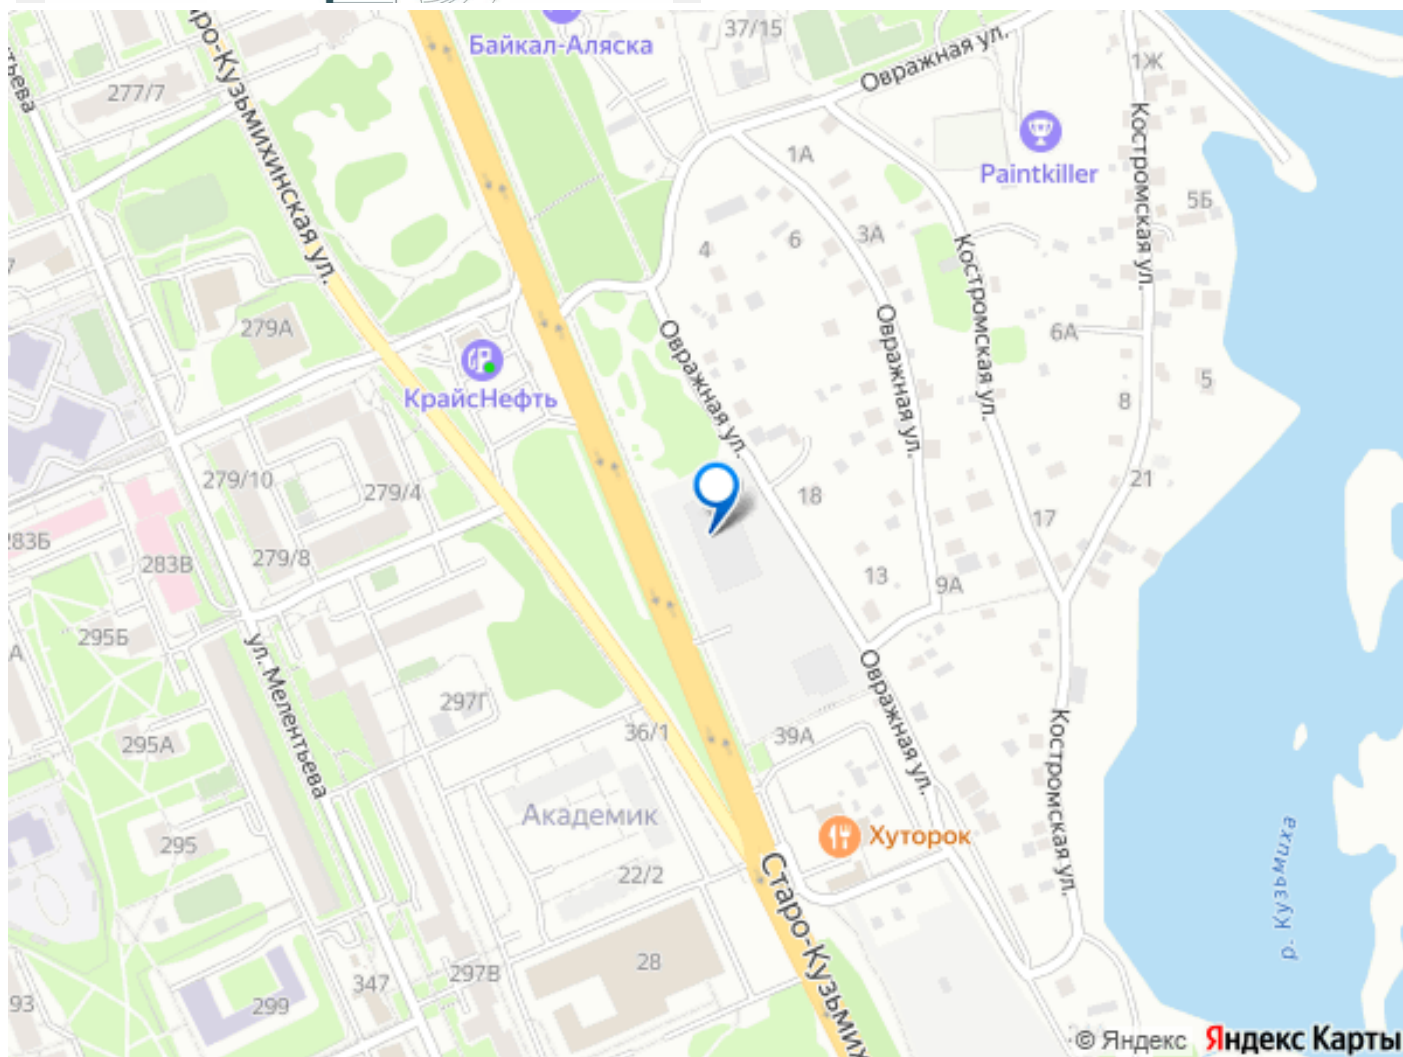 Байкал-Аляска
37/15
Овражная ул.
1Ж
277/7
Старо-Кузьмихинская ул.
Paintkiller
1А
5Б
Костромская ул.
4
6
3А
Костромская ул.
279А
Овражная ул.
Овражная ул.
6А
5
8
КрайсНефть
279/10
279/4
21
18
17
283Б
279/8
283В
13
9А
295Б
ул. Мелентьева
297Г
Овражная ул.
36/1
39А
295А
Костромская ул.
Академик
Хуторок
295
22/2
р. Кузьмиха
28
297В
347
299
© Яндекс Яндекс Карты